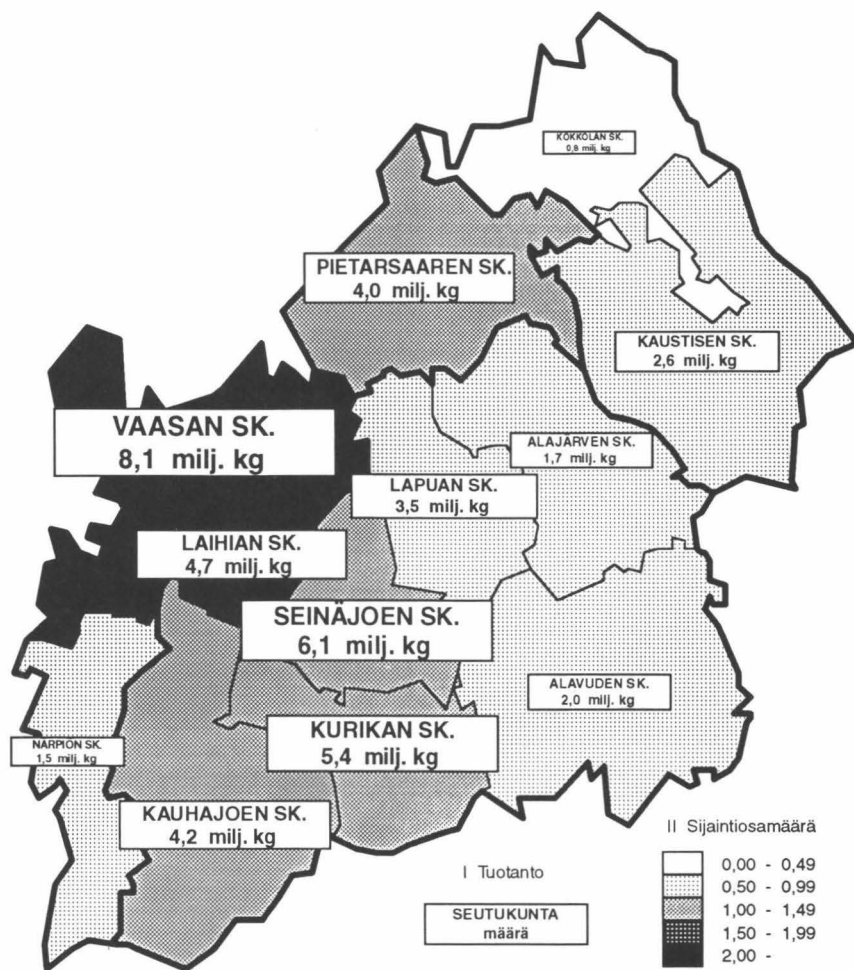 KOKKOLAN SK.
0,8 milj. kg
PIETARSAAREN SK.
4,0 milj. kg
KAUSTISEN SK.
2,6 milj. kg
VAASAN SK.
8,1 milj. kg
ALAJÄRVEN SK.
1,7 milj. kg
LAPUAN SK.
3,5 milj. kg
LAIHIAN SK.
4,7 milj. kg
SEINÄJOEN SK.
6,1 milj. kg
ALAVUDEN SK.
2,0 milj. kg
KURIKAN SK.
5,4 milj. kg
NÄRPIÖN SK.
1,5 milj. kg
KAUHAJOEN SK.
4,2 milj. kg
I Tuotanto
SEUTUKUNTA
määrä
II Sijaintiosamäärä
0,00 - 0,49
0,50 - 0,99
1,00 - 1,49
1,50 - 1,99
2,00 -